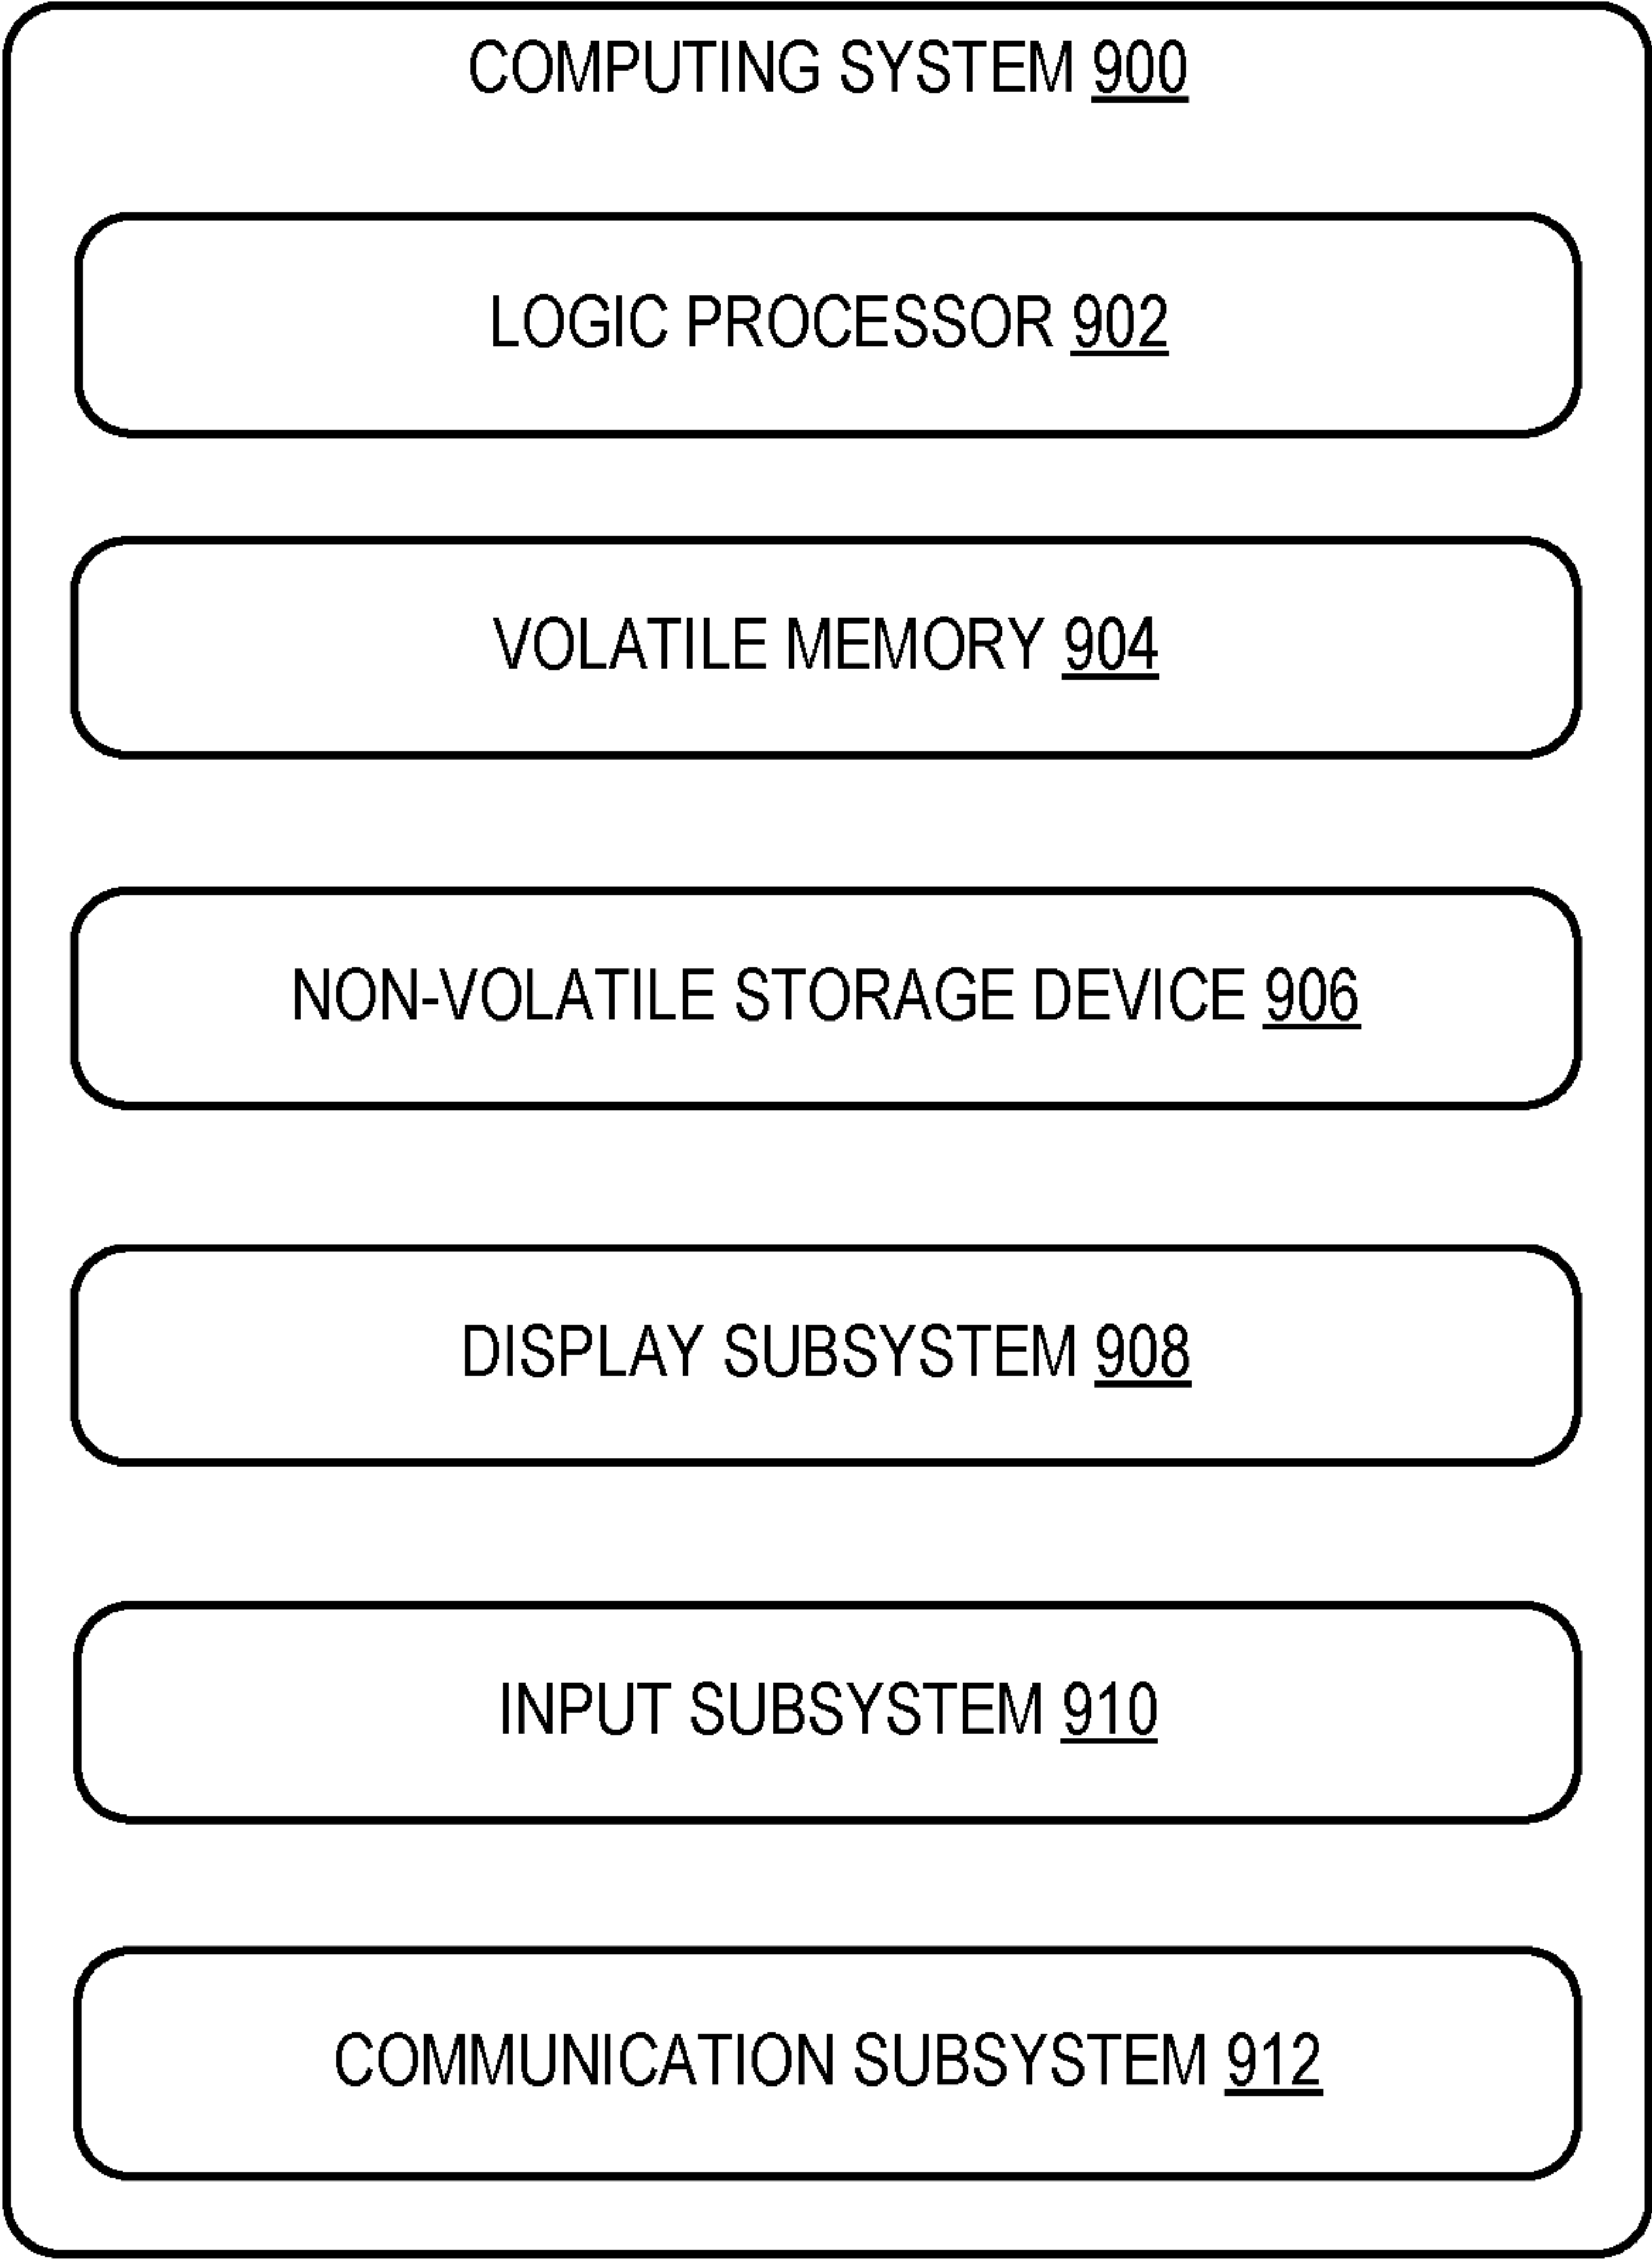 COMPUTING SYSTEM 900
LOGIC PROCESSOR 902
VOLATILE MEMORY 904
NON-VOLATILE STORAGE DEVICE 906
DISPLAY SUBSYSTEM 908
INPUT SUBSYSTEM 910
COMMUNICATION SUBSYSTEM 912